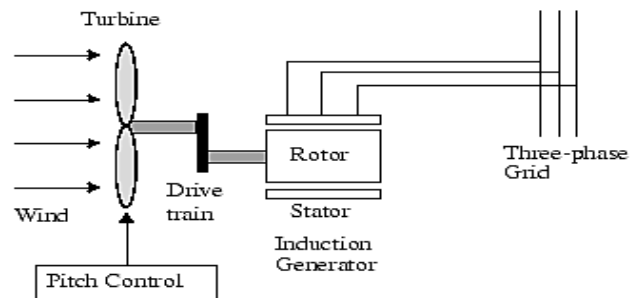 Turbine
Wind
Pitch Control
Drive
train
Rotor
Stator
Induction
Generator
Three-phase
Grid